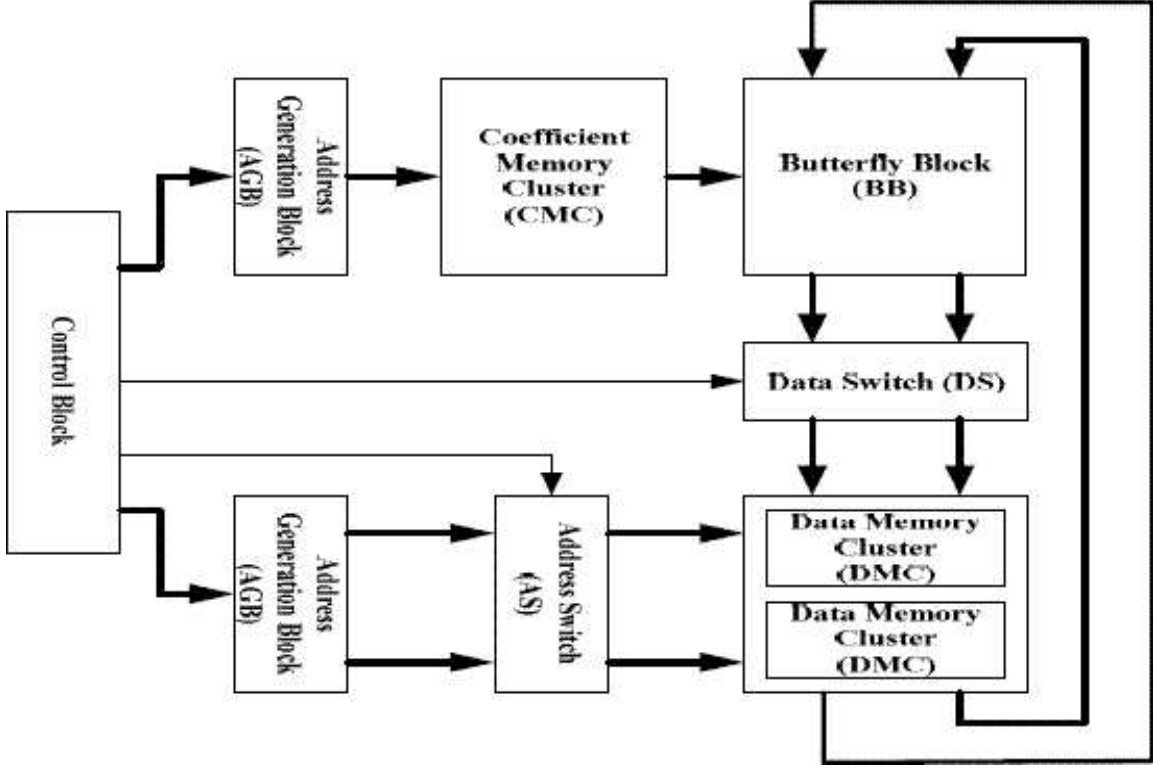 Control Block
Address
Generation Block
(AGB)
Coefficient
Memory
Cluster
(CMC)
Butterfly Block
(BB)
Data Switch (DS)
Address
Generation Block
(AGB)
Address Switch
(AS)
Data Memory
Cluster
(DMC)
Data Memory
Cluster
(DMC)